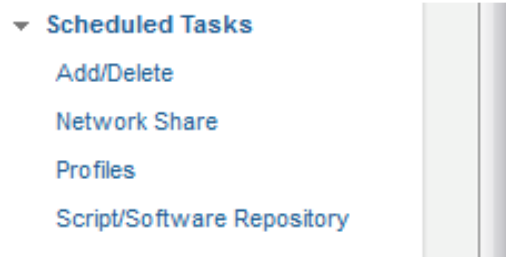 Scheduled Tasks
Add/Delete
Network Share
Profiles
Script/Software Repository